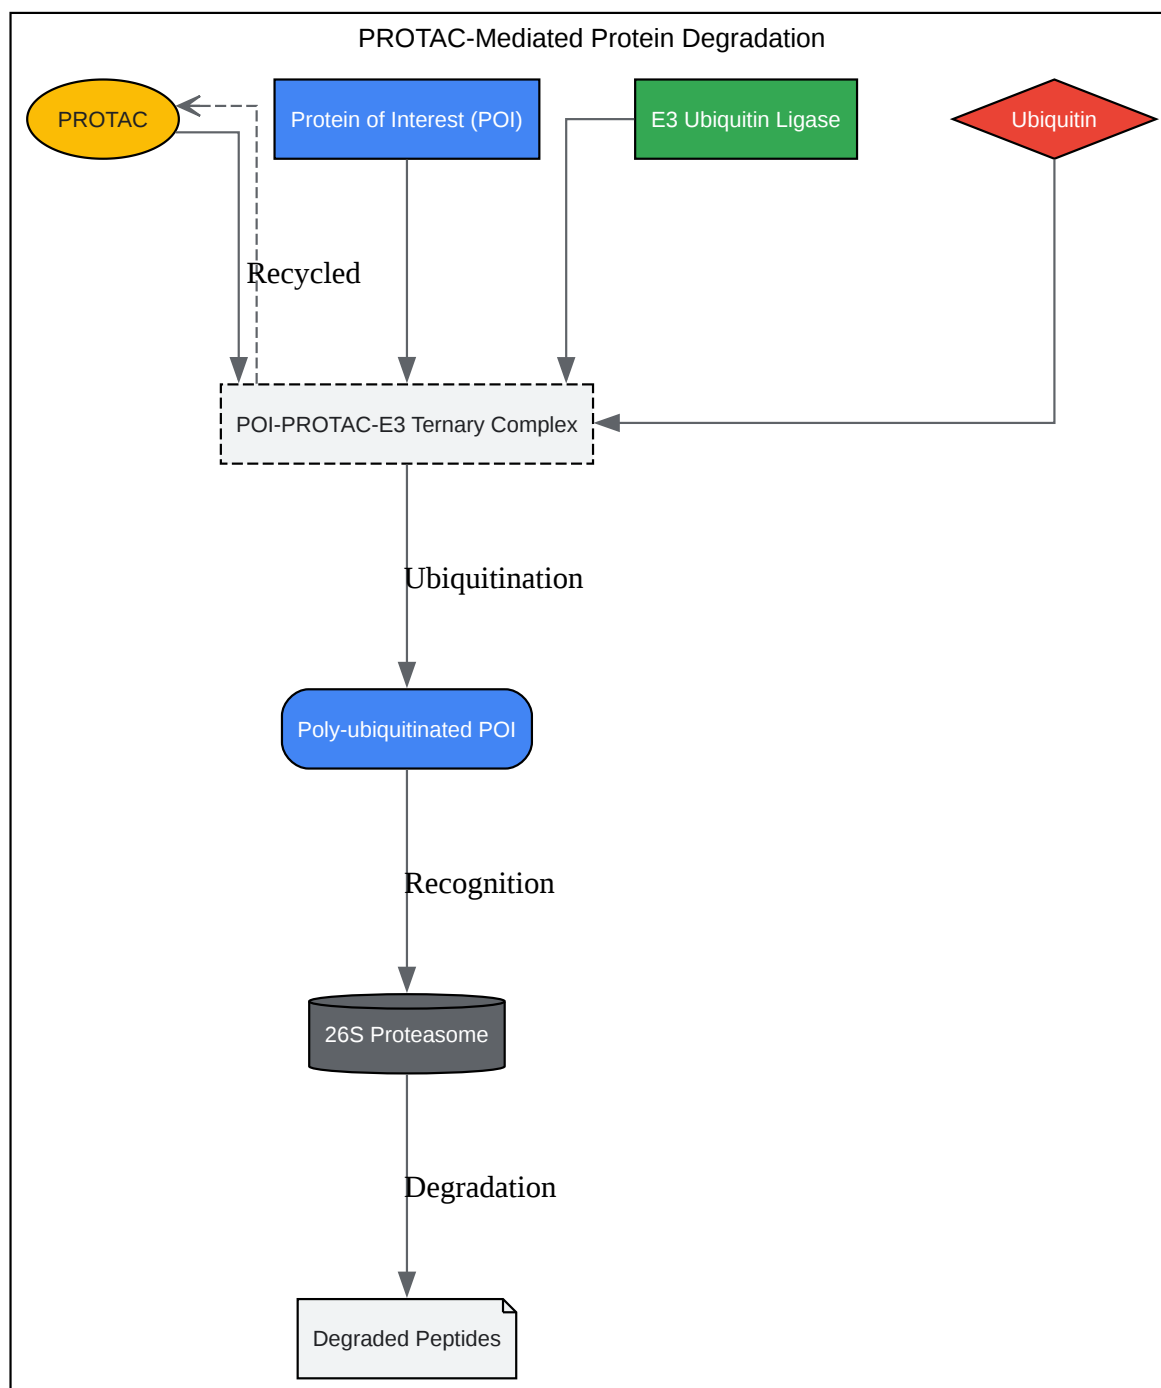 PROTAC-Mediated Protein Degradation
PROTAC
Protein of Interest (POI)
E3 Ubiquitin Ligase
Ubiquitin
Recycled
POI-PROTAC-E3 Ternary Complex
Ubiquitination
Poly-ubiquitinated POI
Recognition
26S Proteasome
Degradation
Degraded Peptides